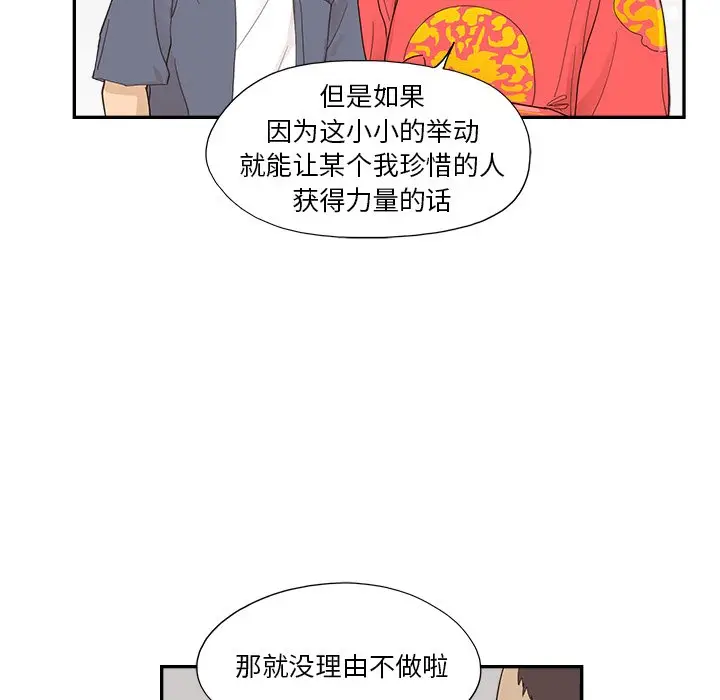 但是如果
因为这小小的举动
就能让某个我珍惜的人
获得力量的话
那就没理由不做啦